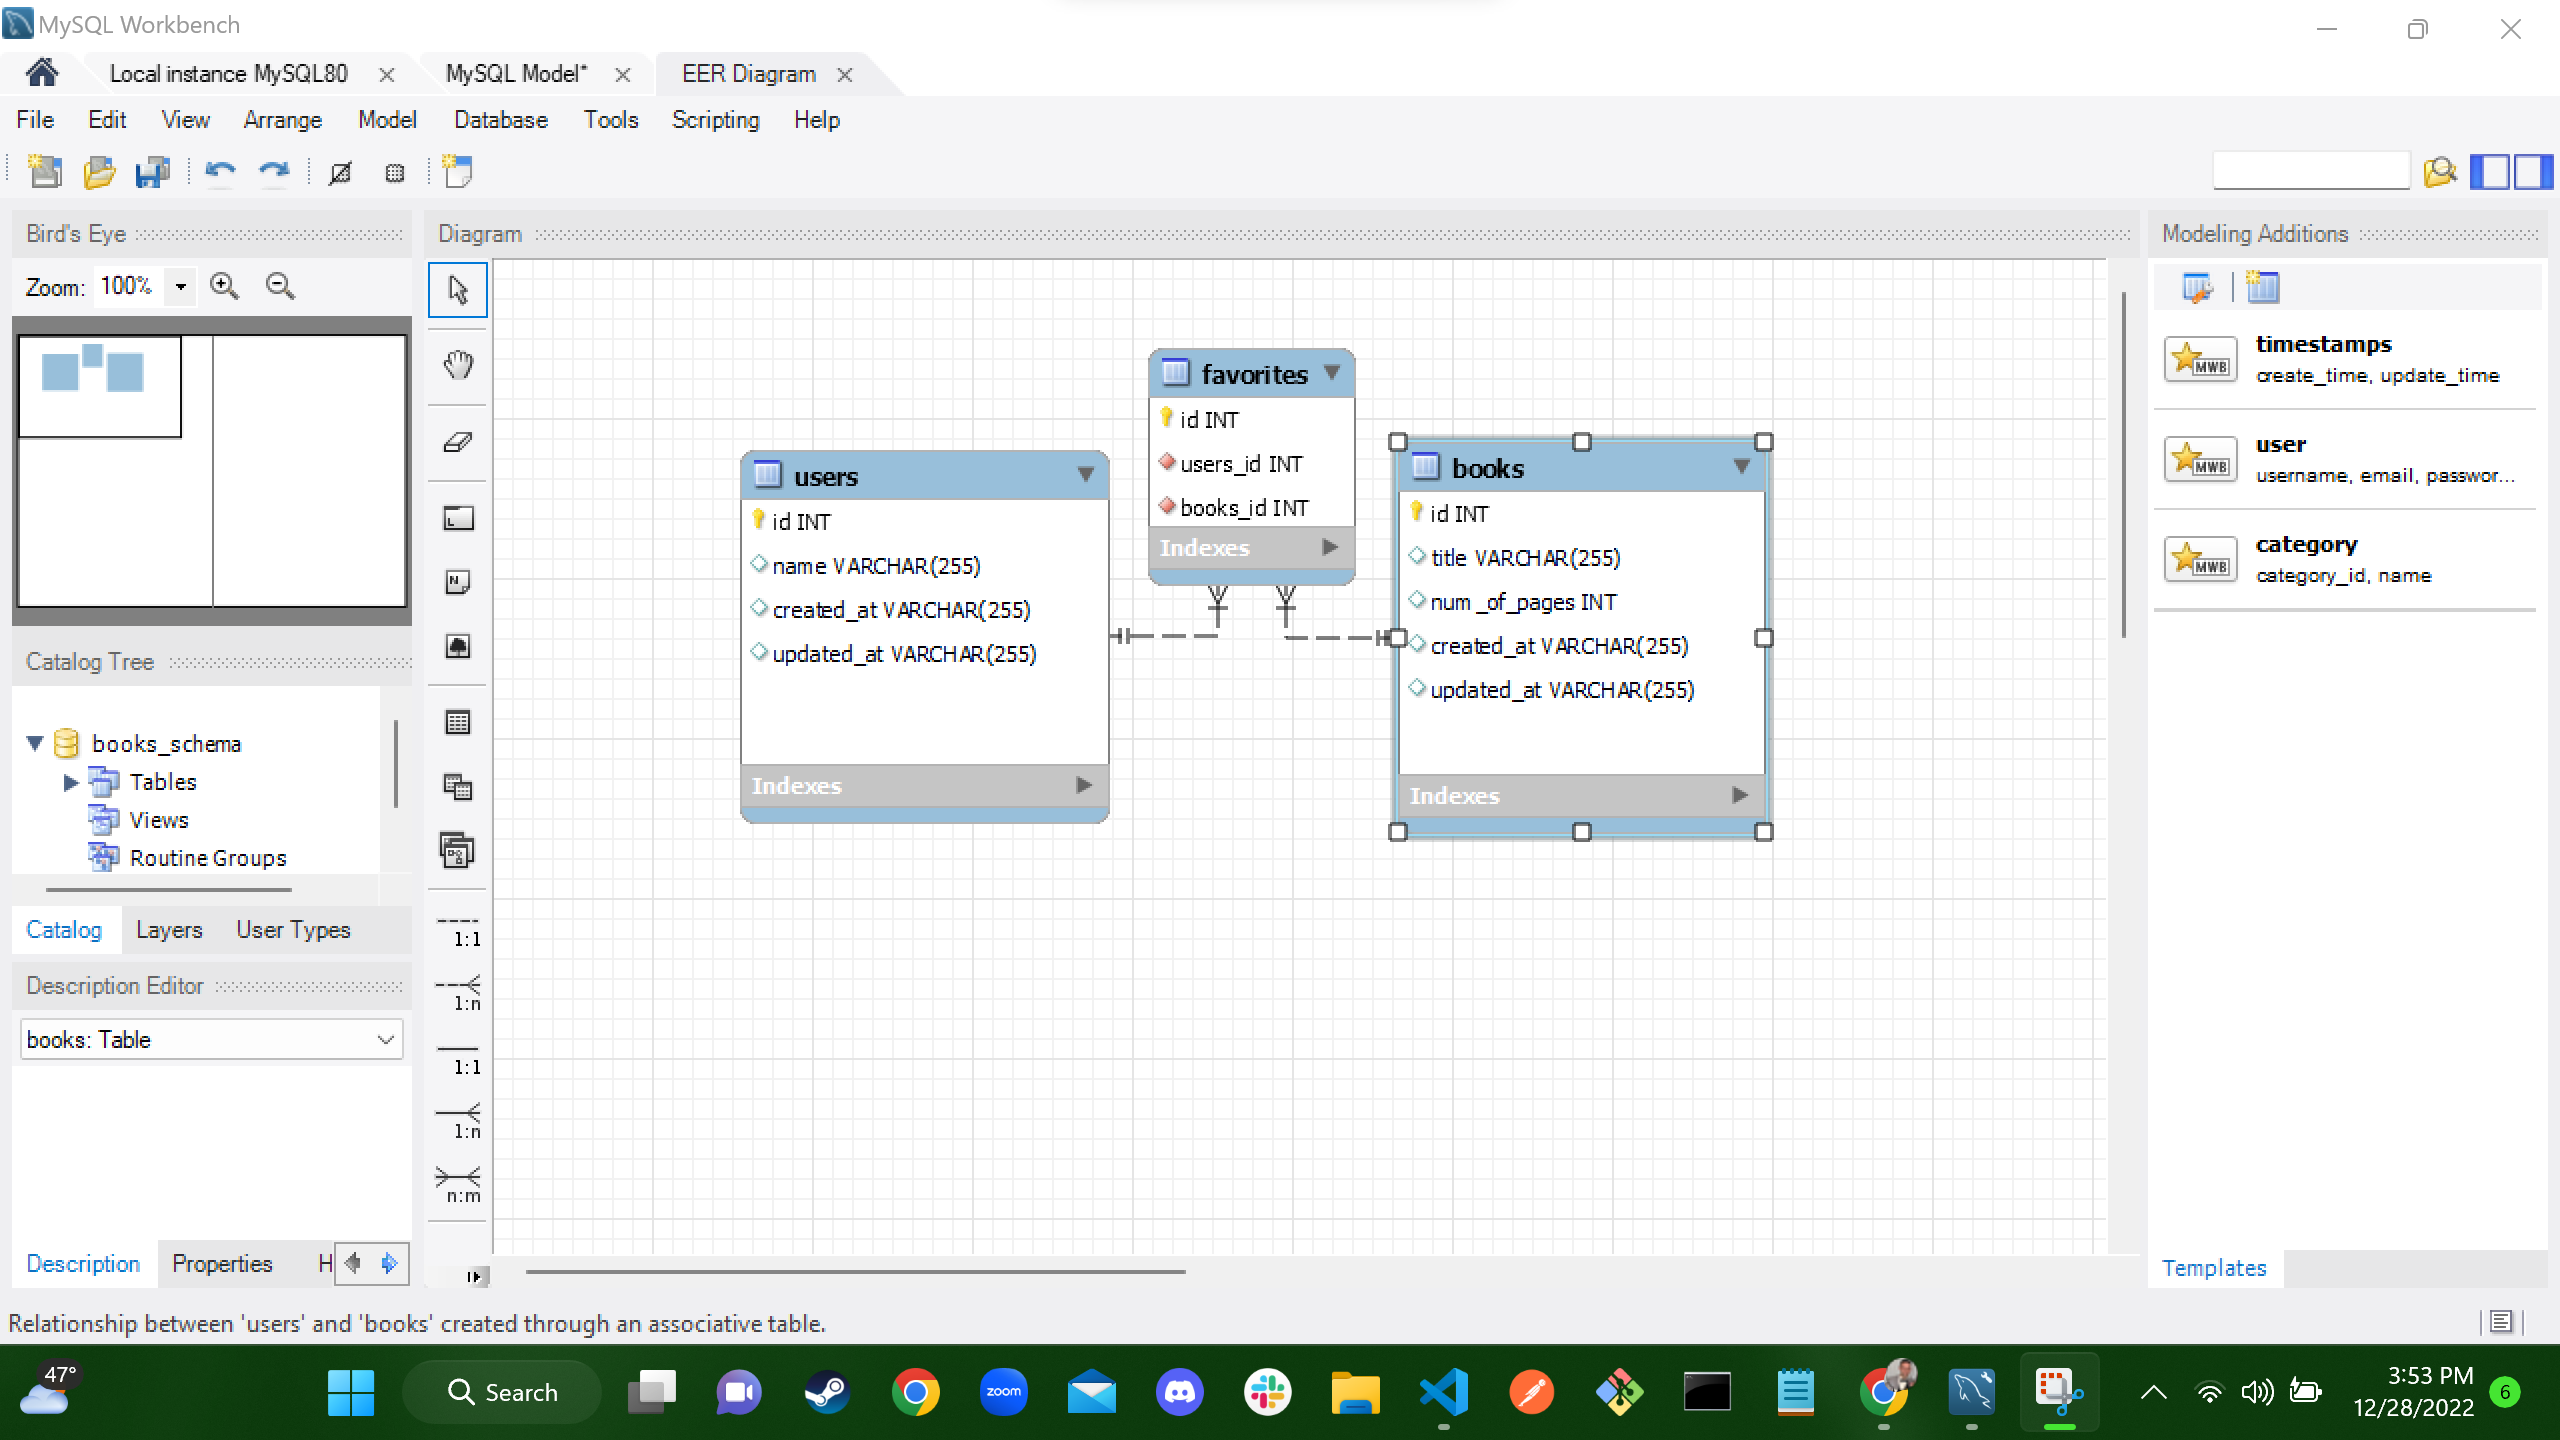 MySQL Workbench
Local instance MySQL80
MySQL Model*
EER Diagram
File Edit View Arrange Model Database Tools Scripting Help
Bird's Eye
Zoom: 100%
Catalog Tree
books_schema
Tables
Views
Routine Groups
Catalog Layers User Types
Description Editor
books: Table
Description Properties H
Diagram
L
N
1:1
1:n
1:1
1:n
n:m
favorites
id INT
users_id INT
books_id INT
Indexes
users
id INT
name VARCHAR(255)
created_at VARCHAR(255)
updated_at VARCHAR(255)
Indexes
books
id INT
title VARCHAR(255)
num_of_pages INT
created_at VARCHAR(255)
updated_at VARCHAR(255)
Indexes
Modeling Additions
MWB
timestamps
create_time, update_time
MWB
user
username, email, passwor...
MWB
category
category_id, name
Templates
Relationship between 'users' and 'books' created through an associative table.
47°
Search
zoom
3:53 PM
12/28/2022
6